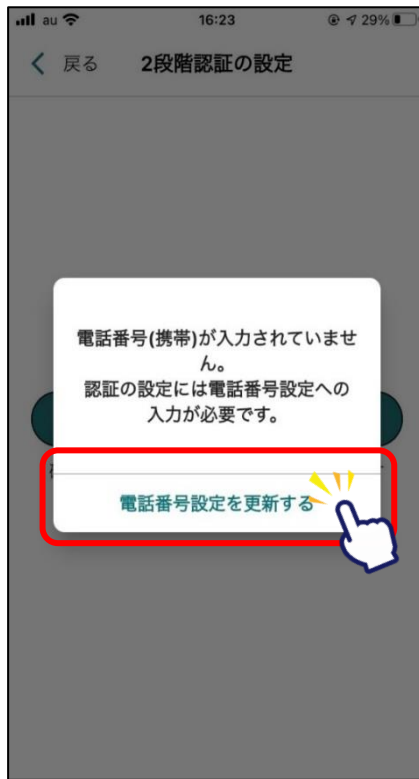 au 16:23 29%
戻る 2段階認証の設定
電話番号(携帯)が入力されていませ
ん。
認証の設定には電話番号設定への
入力が必要です。
電話番号設定を更新する